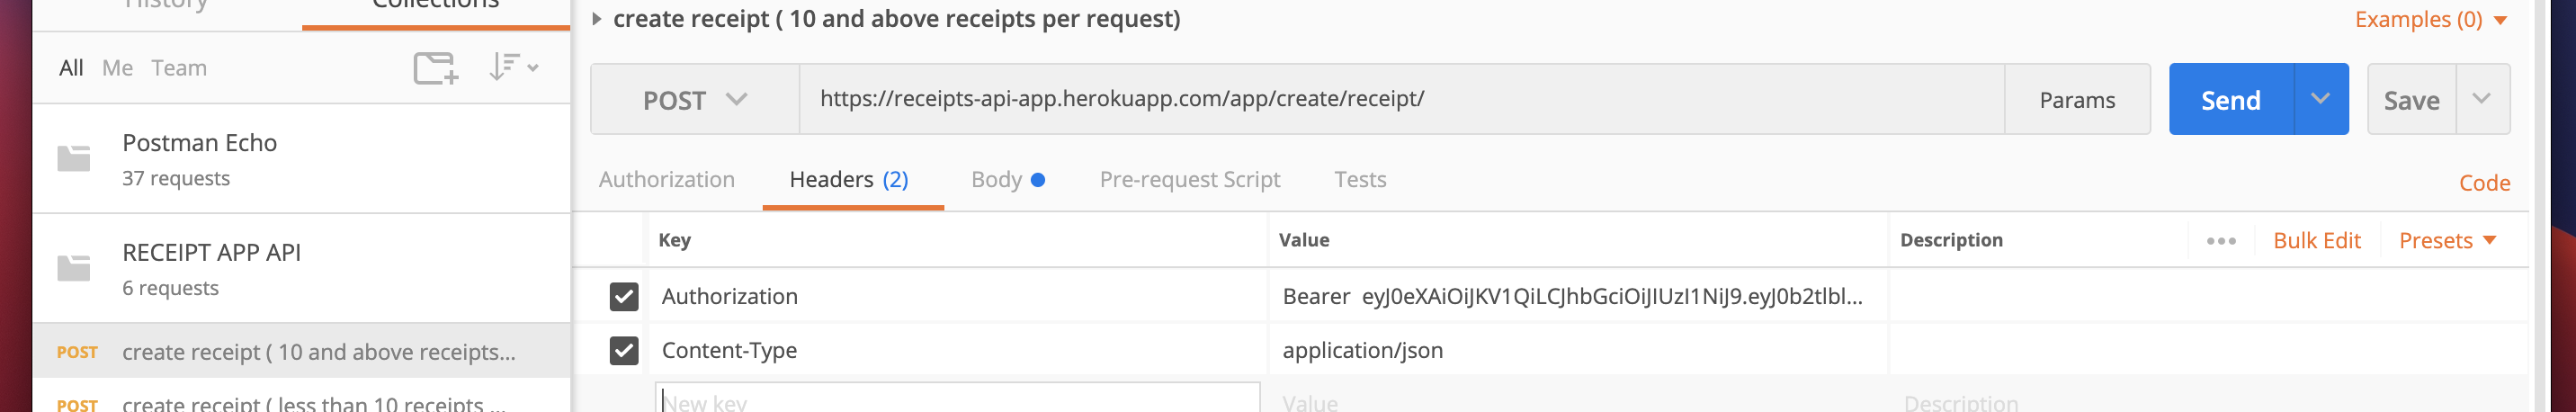 History Collections
All Me Team
Postman Echo
37 requests
RECEIPT APP API
6 requests
POST create receipt ( 10 and above receipts...
POST create receipt ( less than 10 receipts ...
create receipt ( 10 and above receipts per request)
Examples (0)
POST https://receipts-api-app.herokuapp.com/app/create/receipt/ Params Send Save
Authorization Headers (2) Body Pre-request Script Tests Code
Key Value Description ••• Bulk Edit Presets
Authorization Bearer eyJ0eXAiOiJKV1QiLCJhbGciOiJIUzI1NiJ9.eyJ0b2tlbl...
Content-Type application/json
New key Value Description